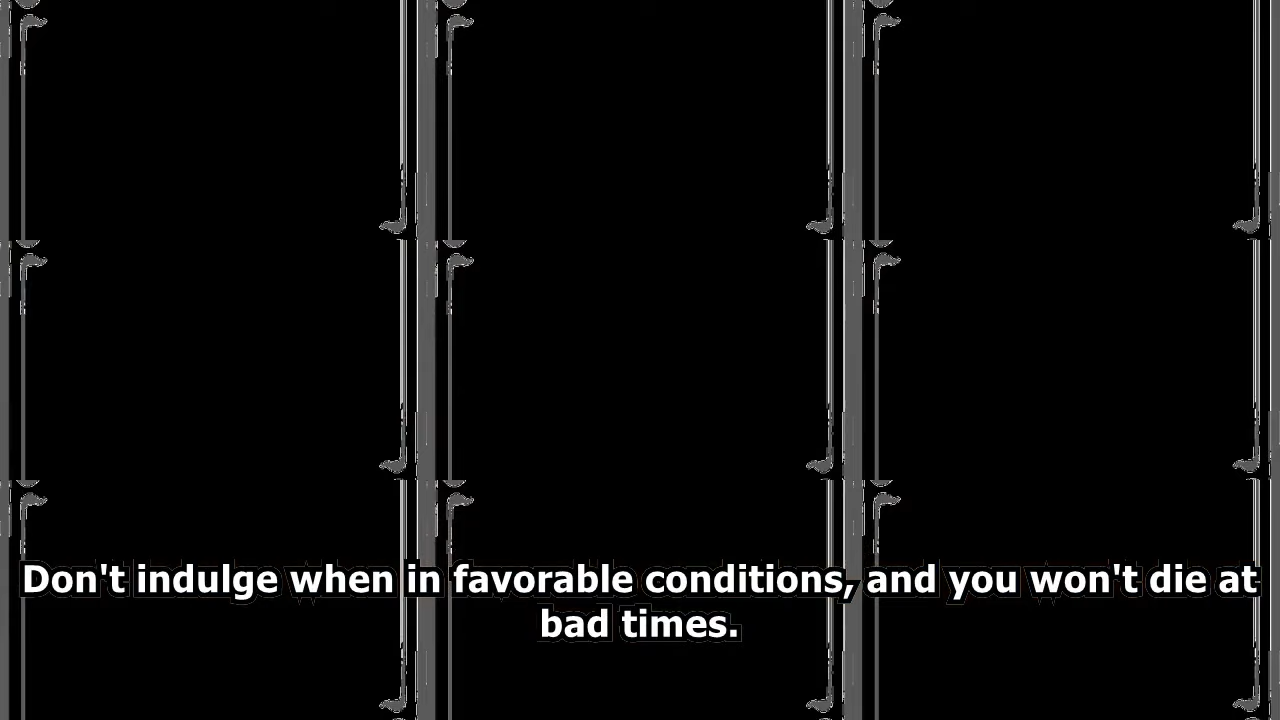 Don't indulge when in favorable conditions, and you won't die at
bad times.